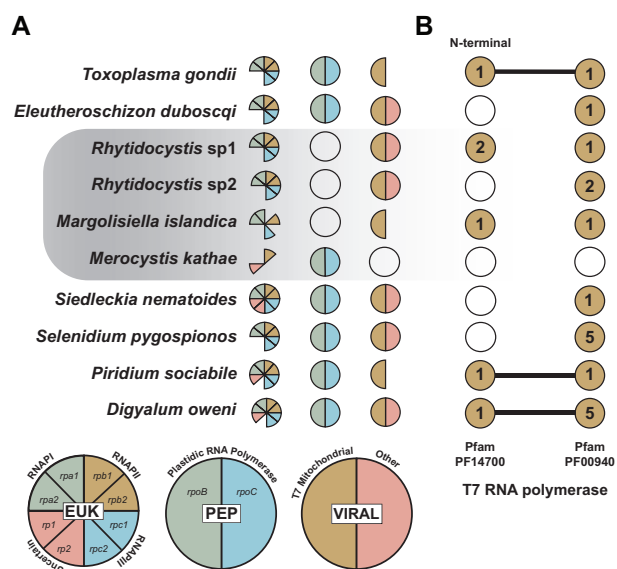 A
B
N-terminal
Toxoplasma gondii
1
1
Eleutheroschizon duboscqi
1
Rhytidocystis sp1
2
1
Rhytidocystis sp2
2
Margolisiella islandica
1
1
Merocystis kathae
Siedleckia nematoides
1
Selenidium pygospionos
5
Piridium sociabile
1
1
Digyalum oweni
1
5
Pfam
PF14700
Pfam
PF00940
T7 RNA polymerase
RNAPI
RNAPII
rpa1
rpb1
rpa2
rpb2
EUK
rp1
rpc1
rp2
rpc2
Uncertain
RNAPIII
Plastidic RNA Polymerase
rpoB
rpoC
PEP
T7 Mitochondrial
Other
VIRAL